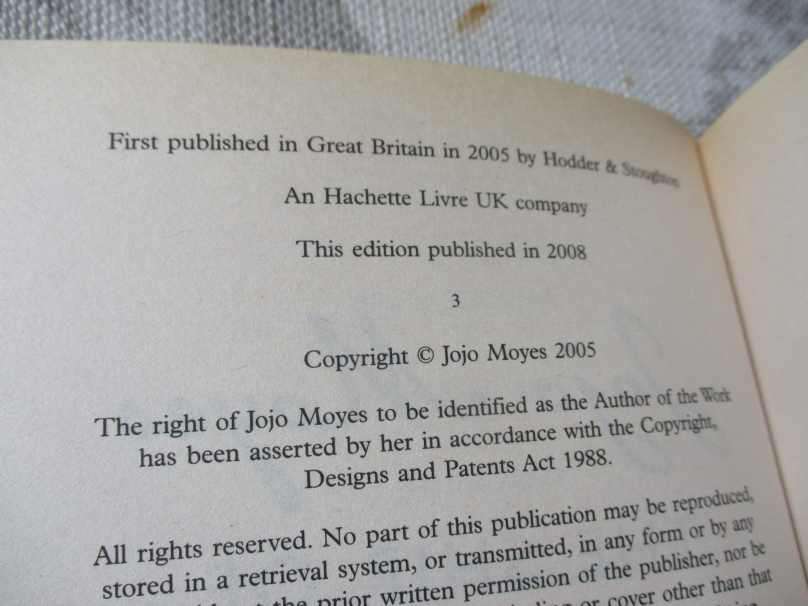 First published in Great Britain in 2005 by Hodder & Stoughton
An Hachette Livre UK company
This edition published in 2008
3
Copyright © Jojo Moyes 2005
The right of Jojo Moyes to be identified as the Author of the Work
has been asserted by her in accordance with the Copyright,
Designs and Patents Act 1988.
All rights reserved. No part of this publication may be reproduced,
stored in a retrieval system, or transmitted, in any form or by any
the prior written permission of the publisher, nor be
or cover other than that